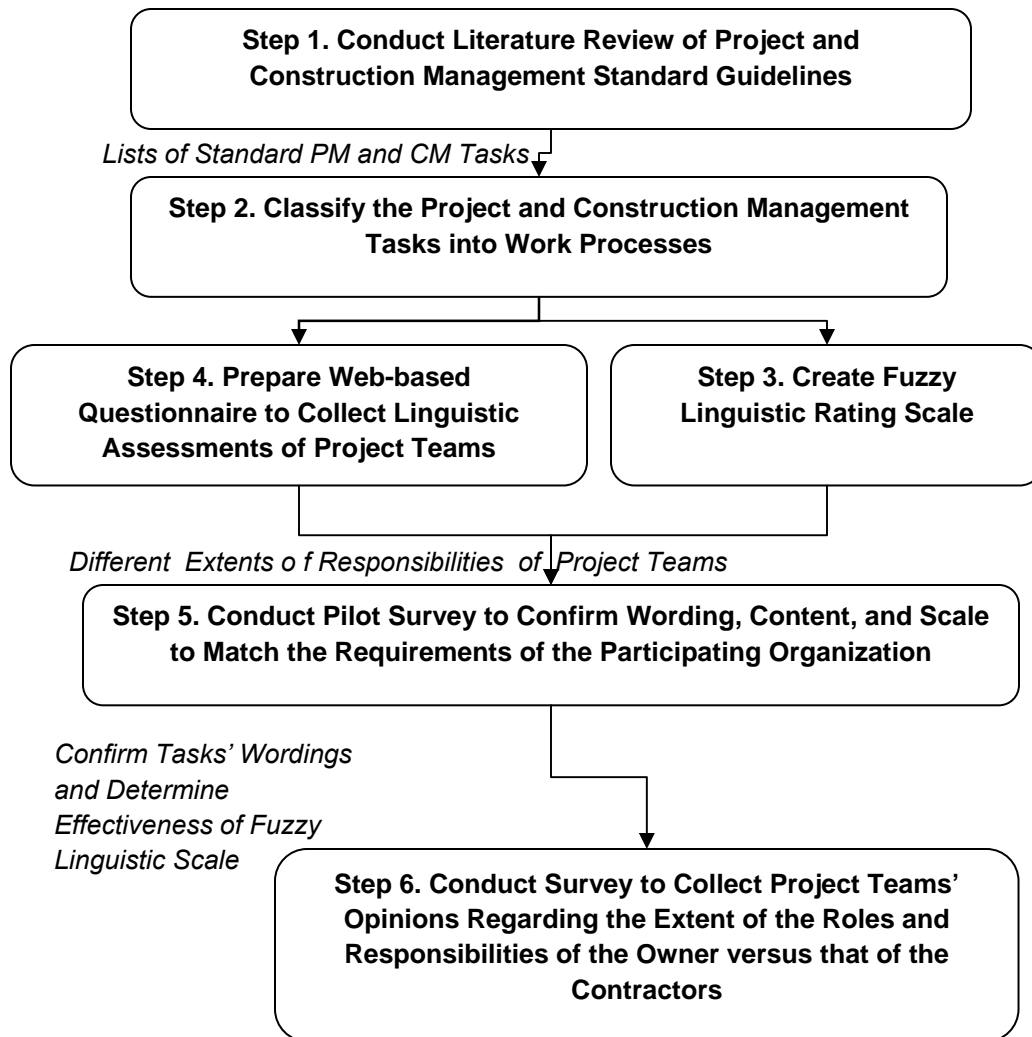 Step 1. Conduct Literature Review of Project and
Construction Management Standard Guidelines
Lists of Standard PM and CM Tasks
Step 2. Classify the Project and Construction Management
Tasks into Work Processes
Step 4. Prepare Web-based
Questionnaire to Collect Linguistic
Assessments of Project Teams
Step 3. Create Fuzzy
Linguistic Rating Scale
Different Extents o f Responsibilities of Project Teams
Step 5. Conduct Pilot Survey to Confirm Wording, Content, and Scale
to Match the Requirements of the Participating Organization
Confirm Tasks’ Wordings
and Determine
Effectiveness of Fuzzy
Linguistic Scale
Step 6. Conduct Survey to Collect Project Teams’
Opinions Regarding the Extent of the Roles and
Responsibilities of the Owner versus that of the
Contractors